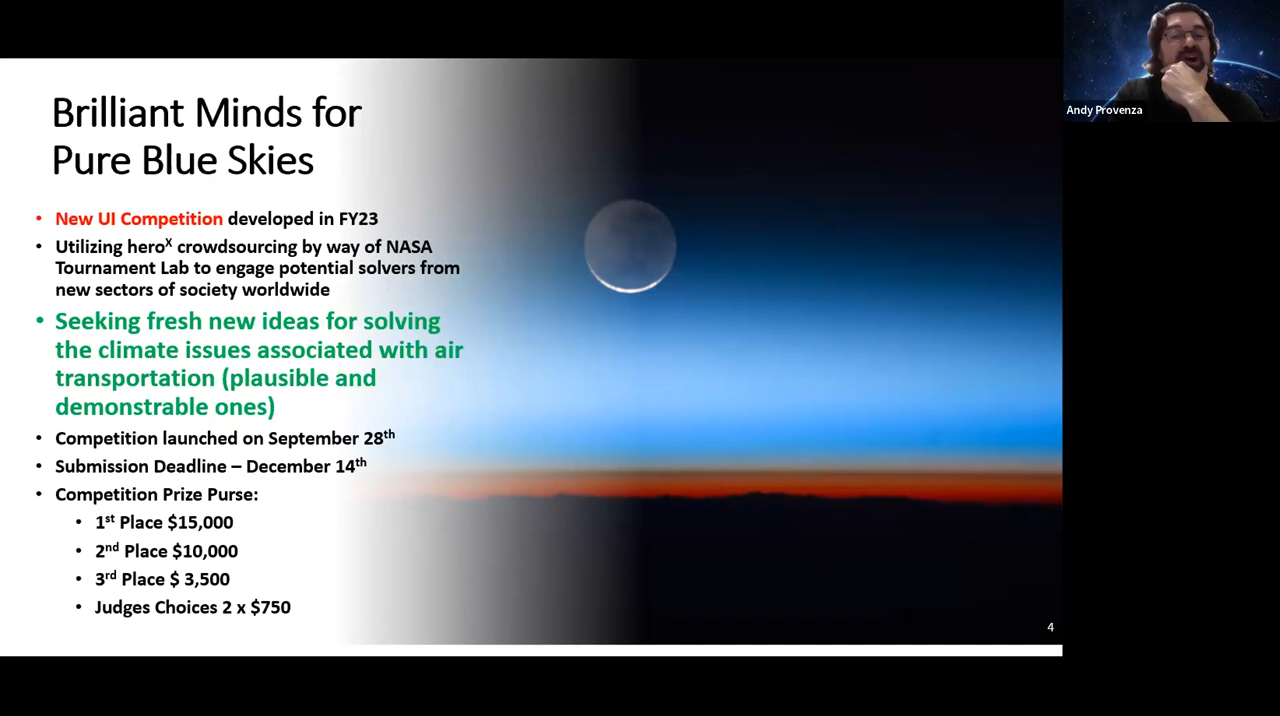 Brilliant Minds for
Pure Blue Skies
• New UI Competition developed in FY23
• Utilizing heroX crowdsourcing by way of NASA
Tournament Lab to engage potential solvers from
new sectors of society worldwide
• Seeking fresh new ideas for solving
the climate issues associated with air
transportation (plausible and
demonstrable ones)
• Competition launched on September 28th
• Submission Deadline – December 14th
• Competition Prize Purse:
• 1st Place $15,000
• 2nd Place $10,000
• 3rd Place $ 3,500
• Judges Choices 2 x $750
4
Andy Provenza